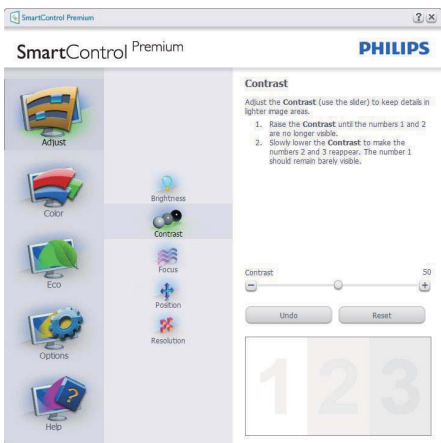 SmartControl Premium
? ×
SmartControl Premium
PHILIPS
Adjust
Color
Eco
Options
Help
Brightness
Contrast
Focus
Position
Resolution
Contrast
Adjust the Contrast (use the slider) to keep details in
lighter image areas.
1. Raise the Contrast until the numbers 1 and 2
are no longer visible.
2. Slowly lower the Contrast to make the
numbers 2 and 3 reappear. The number 1
should remain barely visible.
Contrast 50
- +
Undo Reset
1 2 3